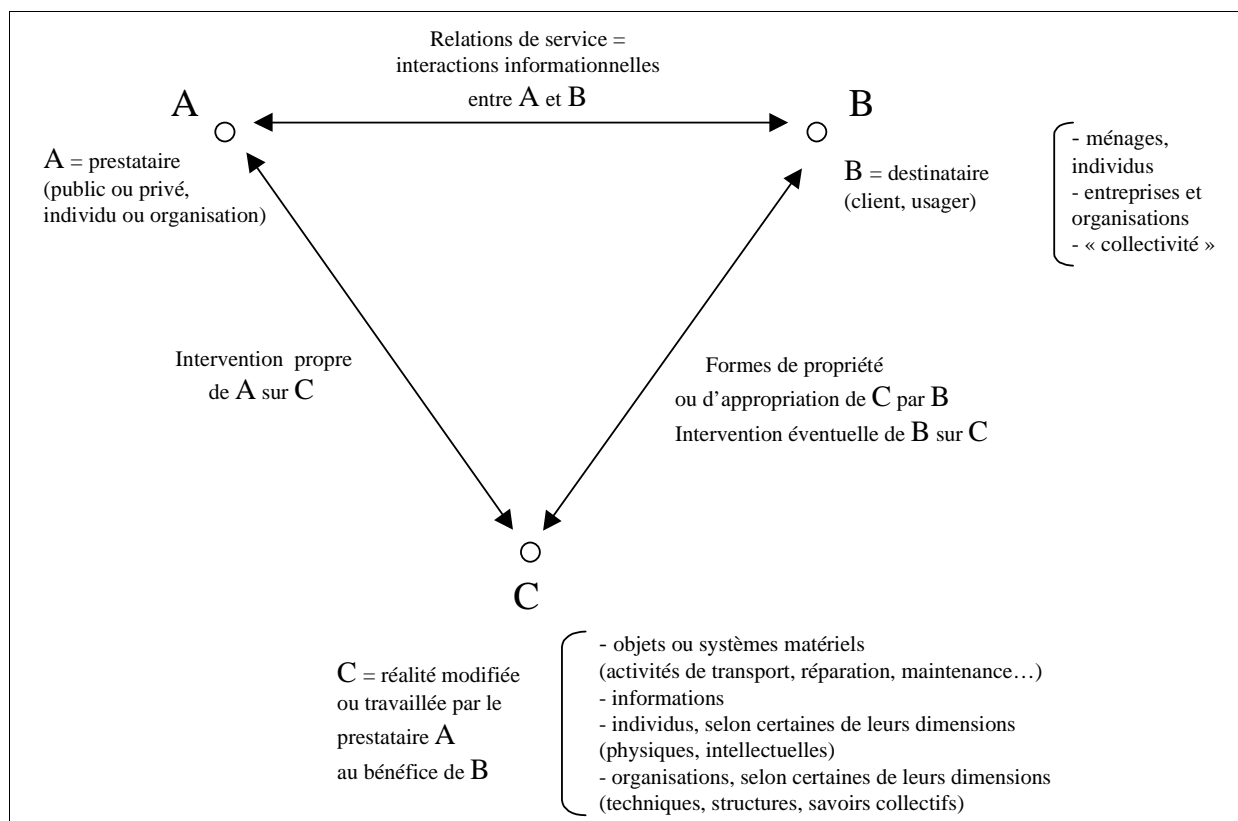 Relations de service =
interactions informationnelles
entre A et B
A
B
A = prestataire
(public ou privé,
individu ou organisation)
B = destinataire
(client, usager)
- ménages,
individus
- entreprises et
organisations
- « collectivité »
Intervention propre
de A sur C
Formes de propriété
ou d’appropriation de C par B
Intervention éventuelle de B sur C
C
C = réalité modifiée
ou travaillée par le
prestataire A
au bénéfice de B
- objets ou systèmes matériels
(activités de transport, réparation, maintenance…)
- informations
- individus, selon certaines de leurs dimensions
(physiques, intellectuelles)
- organisations, selon certaines de leurs dimensions
(techniques, structures, savoirs collectifs)